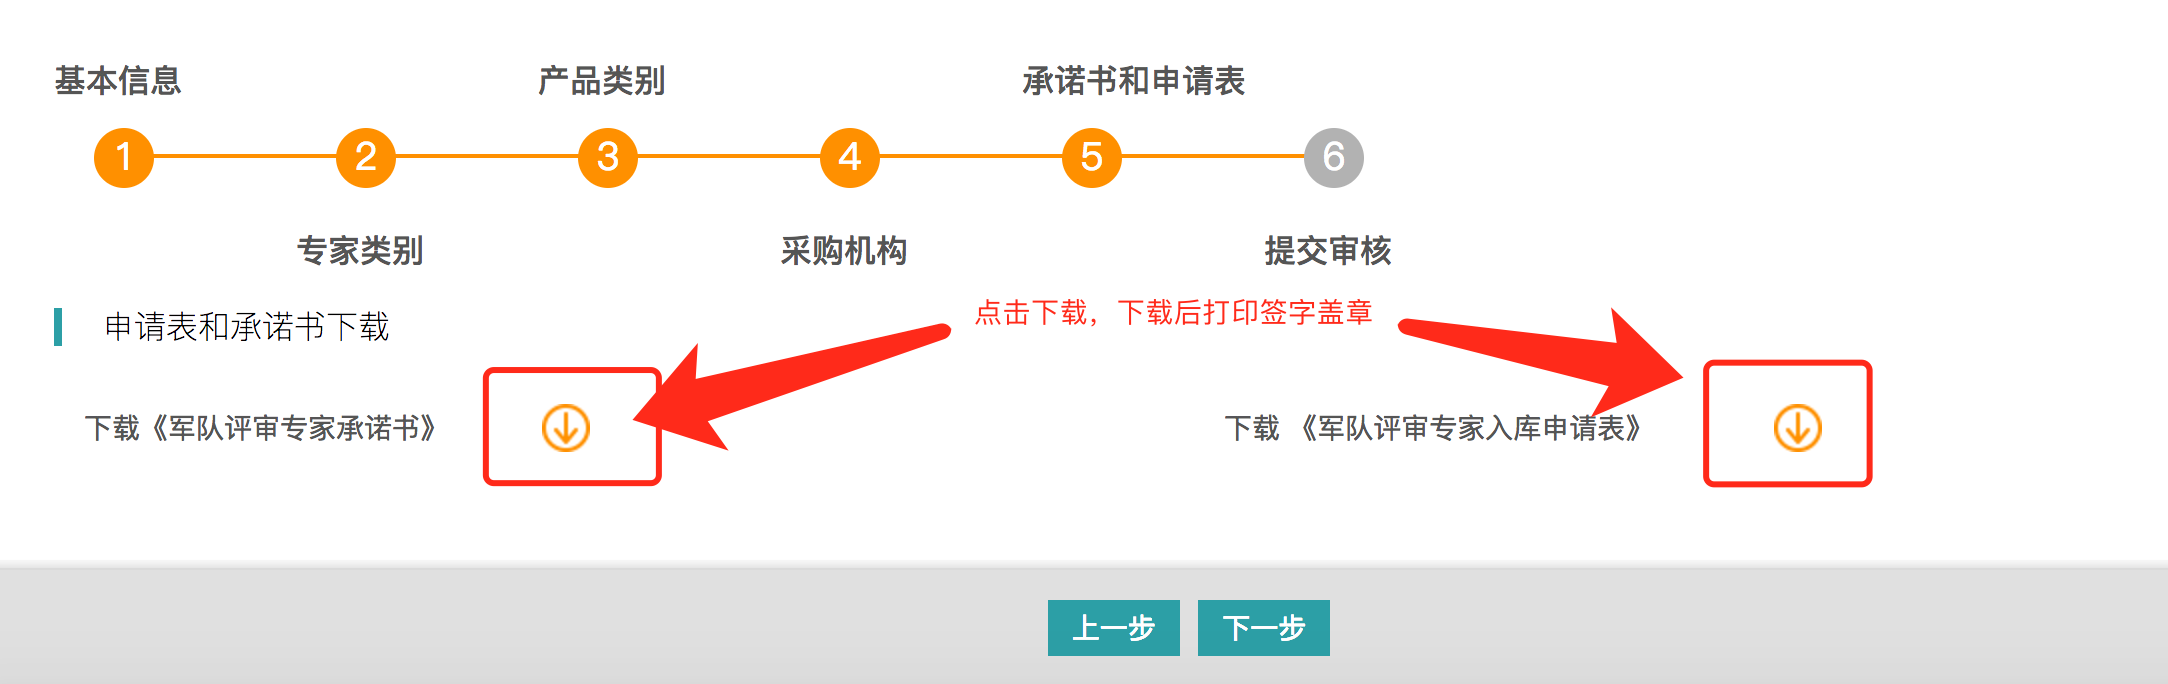 基本信息
产品类别
承诺书和申请表
1
2
3
4
5
6
专家类别
采购机构
提交审核
申请表和承诺书下载
点击下载，下载后打印签字盖章
下载《军队评审专家承诺书》
下载 《军队评审专家入库申请表》
上一步
下一步